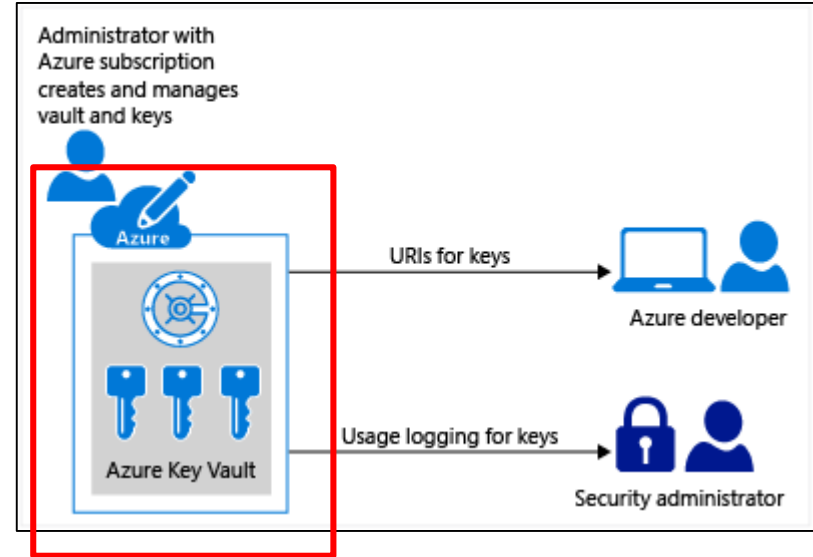 Administrator with
Azure subscription
creates and manages
vault and keys
Azure
Azure Key Vault
URIs for keys
Azure developer
Usage logging for keys
Security administrator